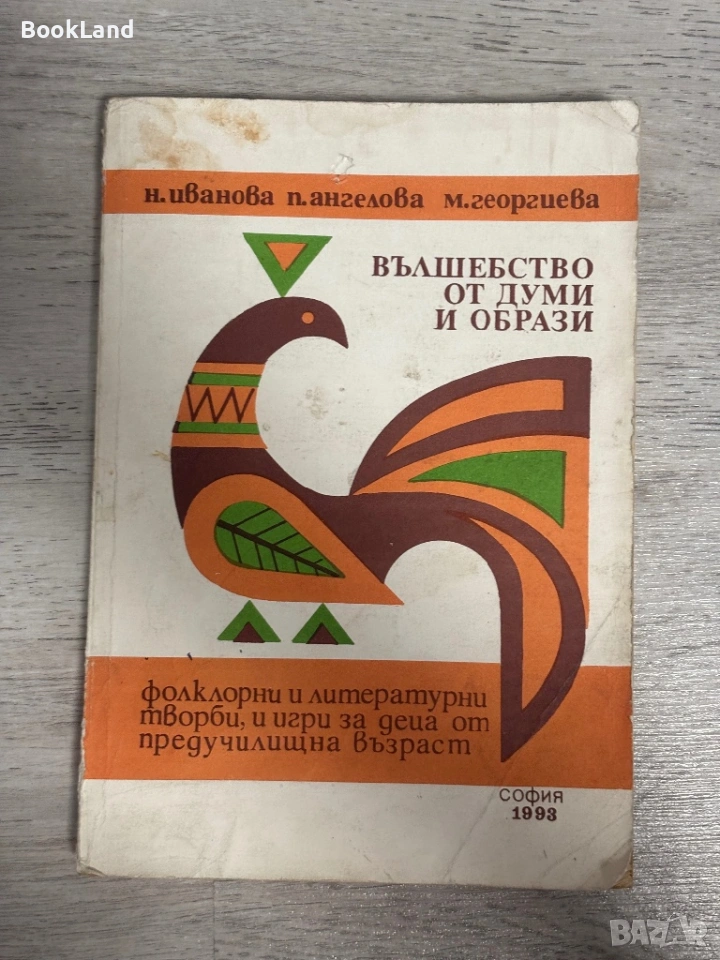 BookLand
н. иванова п. ангелова м. георгиева
ВЪЛШЕБСТВО
ОТ ДУМИ
И ОБРАЗИ
фолклорни и литературни
творби, и игри за деца от
предучилищна възраст
СОФИЯ
1993
BAZAR